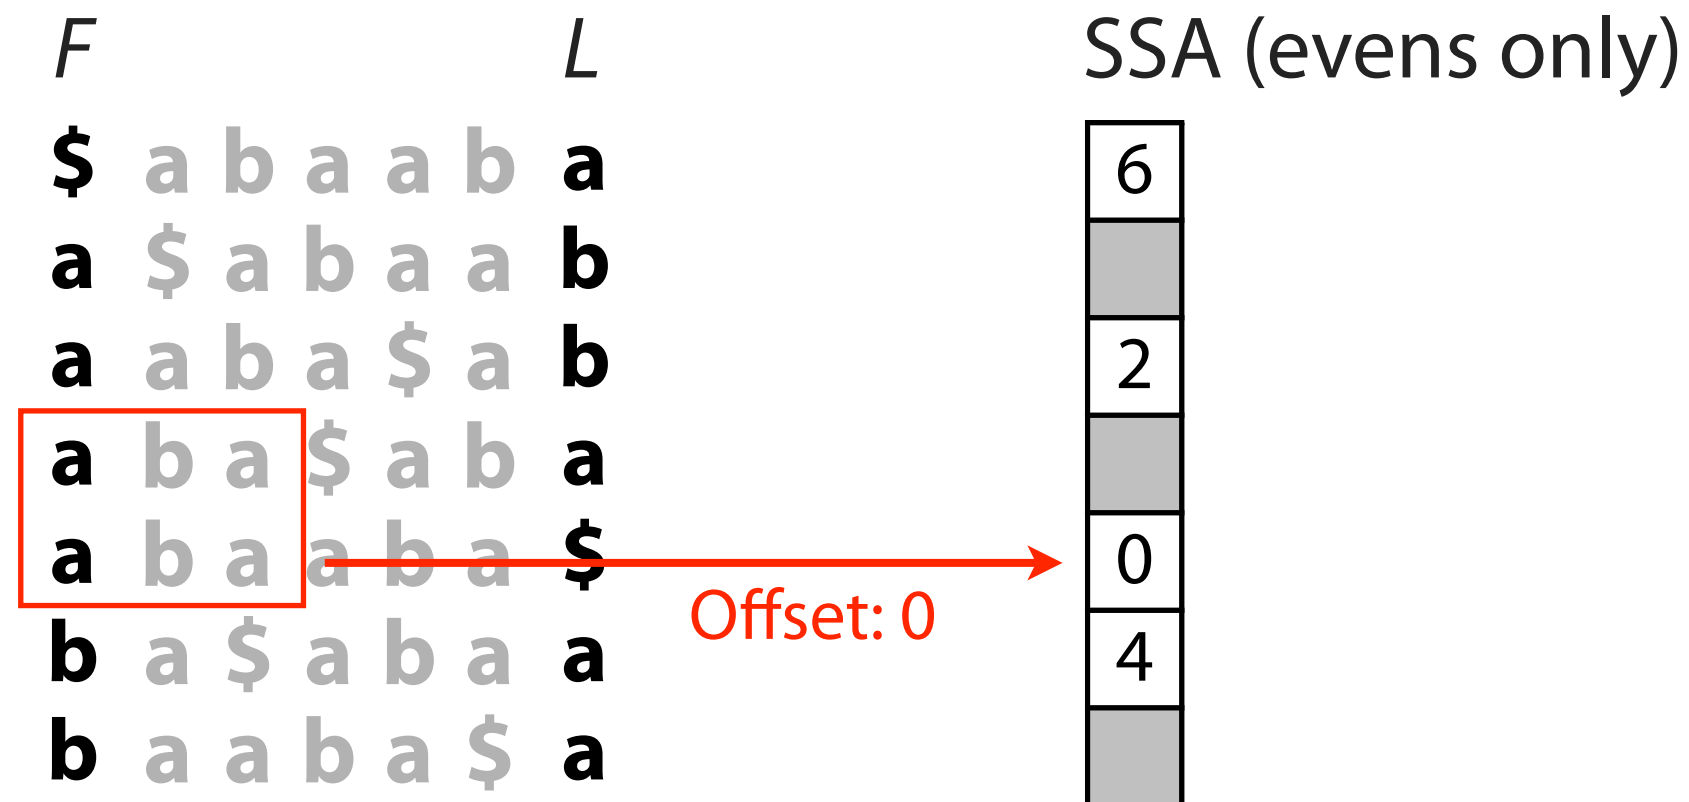 F L SSA (evens only)
$ a b a a b a 6
a $ a b a a b
a a b a $ a b 2
a b a $ a b a
a b a a b a $ 0
Offset: 0
b a $ a b a a 4
b a a b a $ a